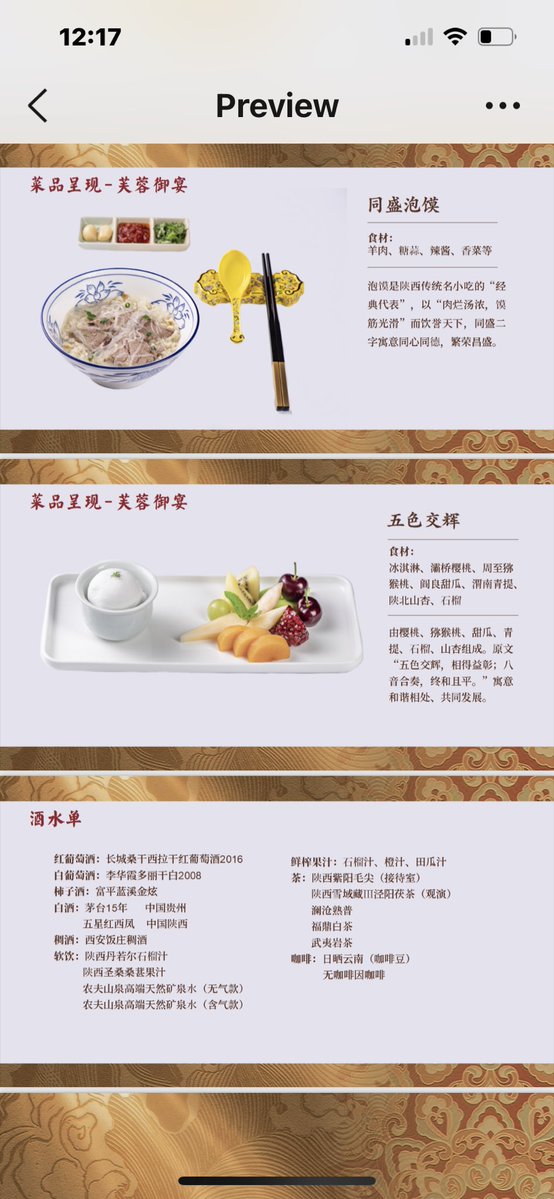 12:17
Preview
菜品呈现-芙蓉御宴
同盛泡馍
食材：
羊肉、糖蒜、辣酱、香菜等
泡馍是陕西传统名小吃的“经
典代表”，以“肉烂汤浓，馍
筋光滑”而饮誉天下，同盛二
字寓意同心同德，繁荣昌盛。
菜品呈现-芙蓉御宴
五色交辉
食材：
冰淇淋、灞桥樱桃、周至猕
猴桃、阎良甜瓜、渭南青提、
陕北山杏、石榴
由樱桃、猕猴桃、甜瓜、青
提、石榴、山杏组成。原文
“五色交辉，相得益彰；八
音合奏，终和且平。”寓意
和谐相处、共同发展。
酒水单
红葡萄酒：长城桑干西拉干红葡萄酒2016
白葡萄酒：李华霞多丽干白2008
柿子酒：富平蓝溪金炫
白酒：茅台15年 中国贵州
五星红西凤 中国陕西
稠酒：西安饭庄稠酒
软饮：陕西丹若尔石榴汁
陕西圣桑桑葚果汁
农夫山泉高端天然矿泉水（无气款）
农夫山泉高端天然矿泉水（含气款）
鲜榨果汁：石榴汁、橙汁、田瓜汁
茶：陕西紫阳毛尖（接待室）
陕西雪域藏III泾阳茯茶（观演）
澜沧熟普
福鼎白茶
武夷岩茶
咖啡：日晒云南（咖啡豆）
无咖啡因咖啡